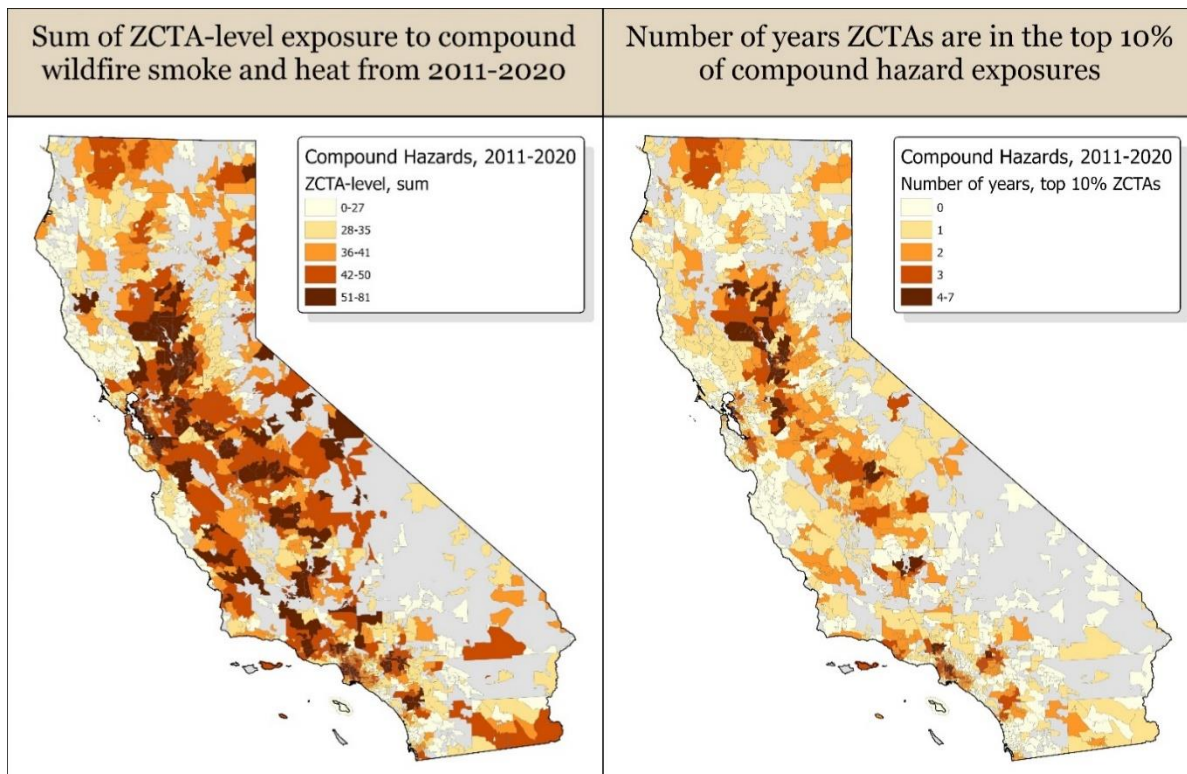 Sum of ZCTA-level exposure to compound
wildfire smoke and heat from 2011-2020
Number of years ZCTAs are in the top 10%
of compound hazard exposures
Compound Hazards, 2011-2020
ZCTA-level, sum
0-27
28-35
36-41
42-50
51-81
Compound Hazards, 2011-2020
Number of years, top 10% ZCTAs
0
1
2
3
4-7